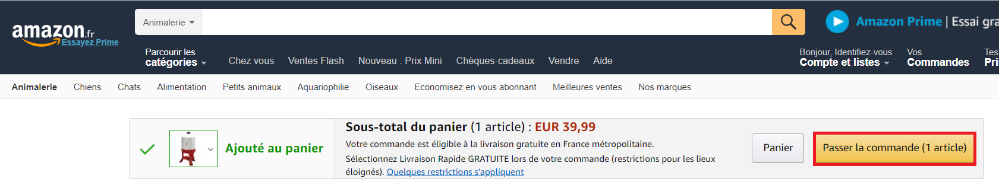 amazon.fr
Essayez Prime
Animalerie
Amazon Prime | Essai gra
Parcourir les
catégories
Chez vous
Ventes Flash
Nouveau : Prix Mini
Chèques-cadeaux
Vendre
Aide
Bonjour, Identifiez-vous
Compte et listes
Vos
Commandes
Tes
Pri
Animalerie
Chiens
Chats
Alimentation
Petits animaux
Aquariophilie
Oiseaux
Economisez en vous abonnant
Meilleures ventes
Nos marques
Ajouté au panier
Sous-total du panier (1 article) : EUR 39,99
Votre commande est éligible à la livraison gratuite en France métropolitaine.
Sélectionnez Livraison Rapide GRATUITE lors de votre commande (restrictions pour les lieux
éloignés). Quelques restrictions s'appliquent
Panier
Passer la commande (1 article)